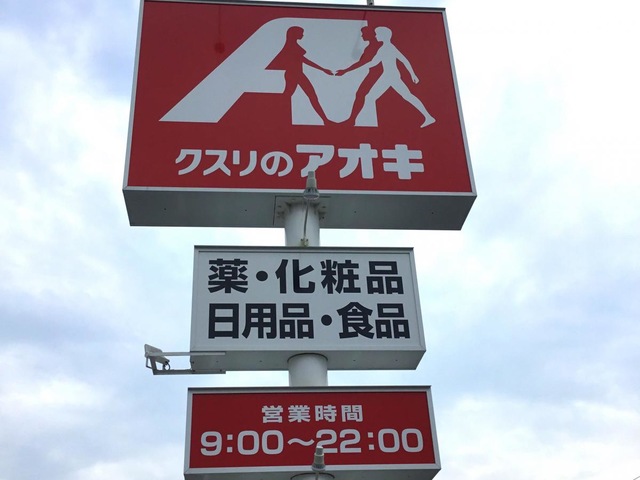 クスリのアオキ
薬・化粧品
日用品・食品
営業時間
9:00～22:00